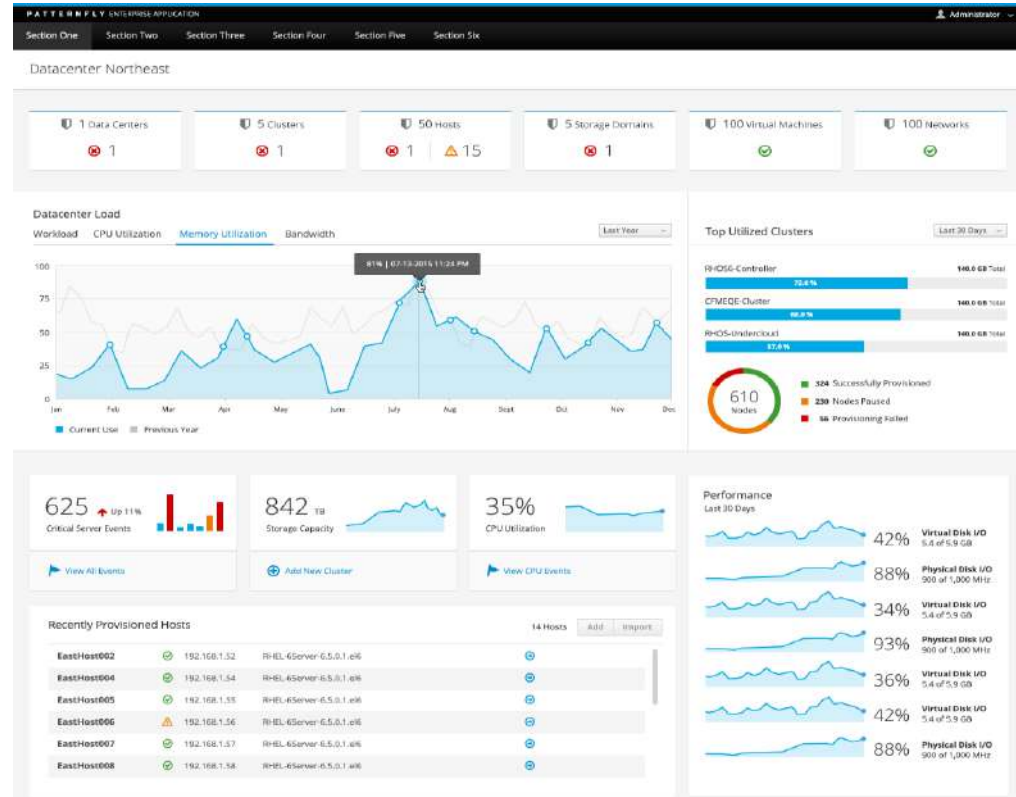 PATTERNFLY ENTERPRISE APPLICATION
Administrator
Section One Section Two Section Three Section Four Section Five Section Six
Datacenter Northeast
1 Data Centers
1
5 Clusters
1
50 Hosts
1 15
5 Storage Domains
1
100 Virtual Machines
100 Networks
Datacenter Load
Workload CPU Utilization Memory Utilization Bandwidth
Last Year
81% | 07-13-2015 11:24 PM
100
75
50
25
0
Jan Feb Mar Apr May June July Aug Sept Oct Nov Dec
Current Use Previous Year
Top Utilized Clusters
Last 30 Days
RHOS6-Controller 140.0 GB Total
72.0 %
CFMEQE-Cluster 140.0 GB Total
RHOS-Undercloud 140.0 GB Total
57.0 %
610
Nodes
324 Successfully Provisioned
230 Nodes Paused
56 Provisioning Failed
625 Up 11%
Critical Server Events
View All Events
842 TB
Storage Capacity
Add New Cluster
35%
CPU Utilization
View CPU Events
Recently Provisioned Hosts
14 Hosts Add Import
EastHost002 192.168.1.52 RHEL-6Server-6.5.0.1.el6
EastHost004 192.168.1.54 RHEL-6Server-6.5.0.1.el6
EastHost005 192.168.1.55 RHEL-6Server-6.5.0.1.el6
EastHost006 192.168.1.56 RHEL-6Server-6.5.0.1.el6
EastHost007 192.168.1.57 RHEL-6Server-6.5.0.1.el6
EastHost008 192.168.1.58 RHEL-6Server-6.5.0.1.el6
Performance
Last 30 Days
42% Virtual Disk I/O
5.4 of 5.9 GB
88% Physical Disk I/O
900 of 1,000 MHz
34% Virtual Disk I/O
5.4 of 5.9 GB
93% Physical Disk I/O
900 of 1,000 MHz
36% Virtual Disk I/O
5.4 of 5.9 GB
42% Virtual Disk I/O
5.4 of 5.9 GB
88% Physical Disk I/O
900 of 1,000 MHz